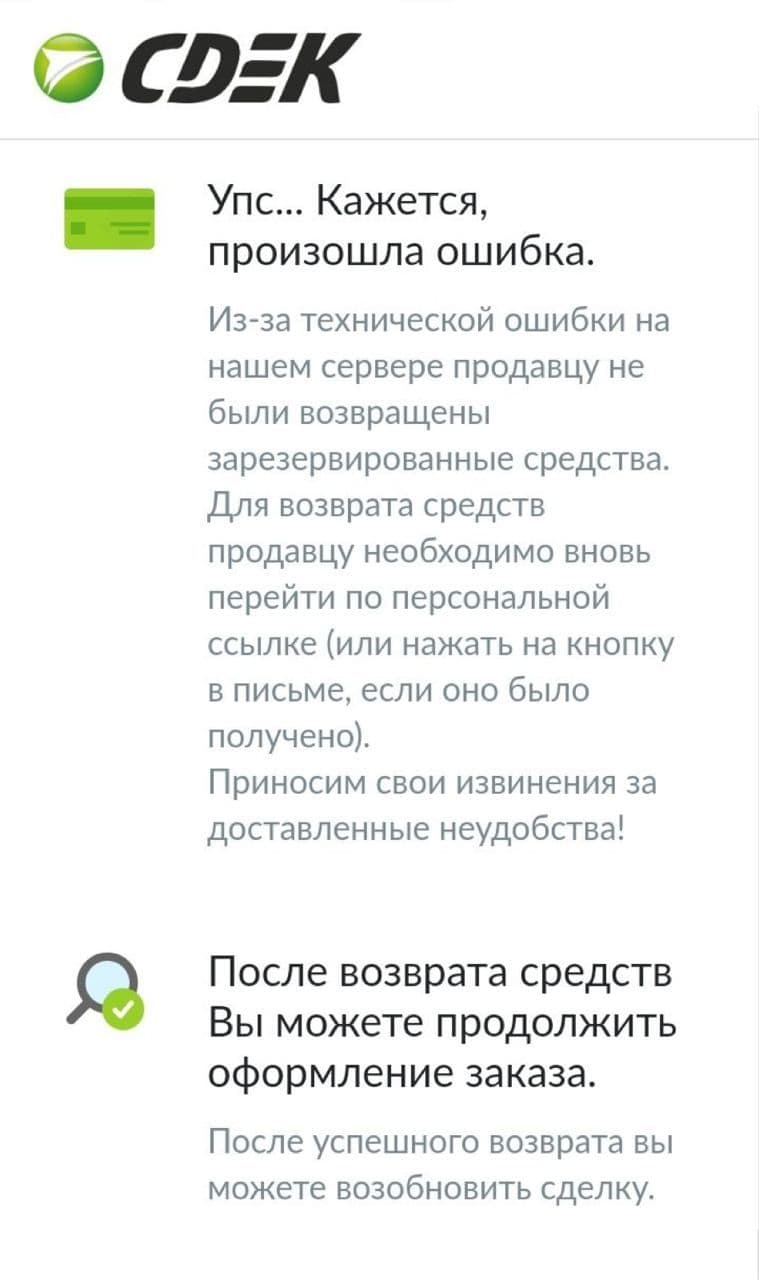 CDEK
Упс... Кажется,
произошла ошибка.
Из-за технической ошибки на
нашем сервере продавцу не
были возвращены
зарезервированные средства.
Для возврата средств
продавцу необходимо вновь
перейти по персональной
ссылке (или нажать на кнопку
в письме, если оно было
получено).
Приносим свои извинения за
доставленные неудобства!
После возврата средств
Вы можете продолжить
оформление заказа.
После успешного возврата вы
можете возобновить сделку.